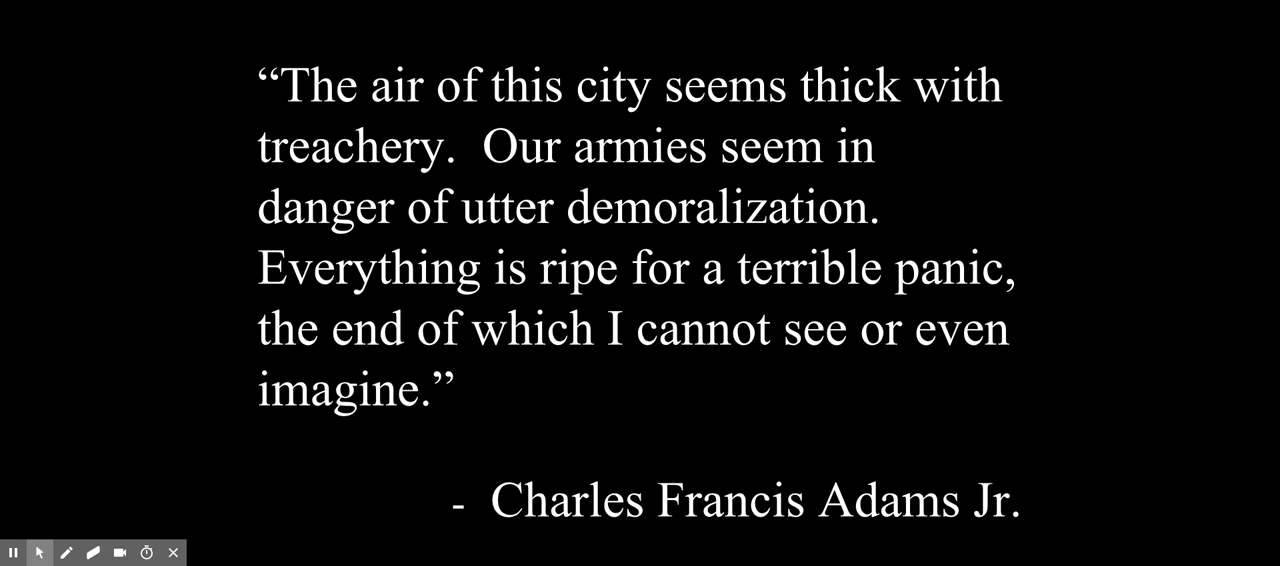 “The air of this city seems thick with
treachery.  Our armies seem in
danger of utter demoralization.
Everything is ripe for a terrible panic,
the end of which I cannot see or even
imagine.”
- Charles Francis Adams Jr.